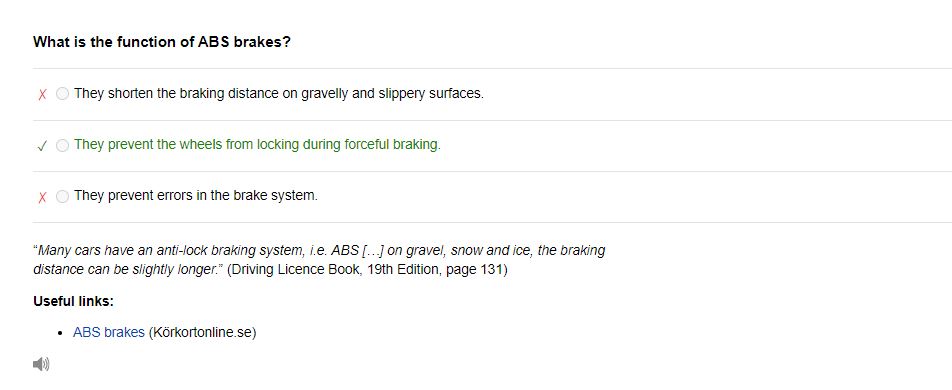 What is the function of ABS brakes?
They shorten the braking distance on gravelly and slippery surfaces.
They prevent the wheels from locking during forceful braking.
They prevent errors in the brake system.
“Many cars have an anti-lock braking system, i.e. ABS […] on gravel, snow and ice, the braking
distance can be slightly longer.” (Driving Licence Book, 19th Edition, page 131)
Useful links:
• ABS brakes (Körkortonline.se)